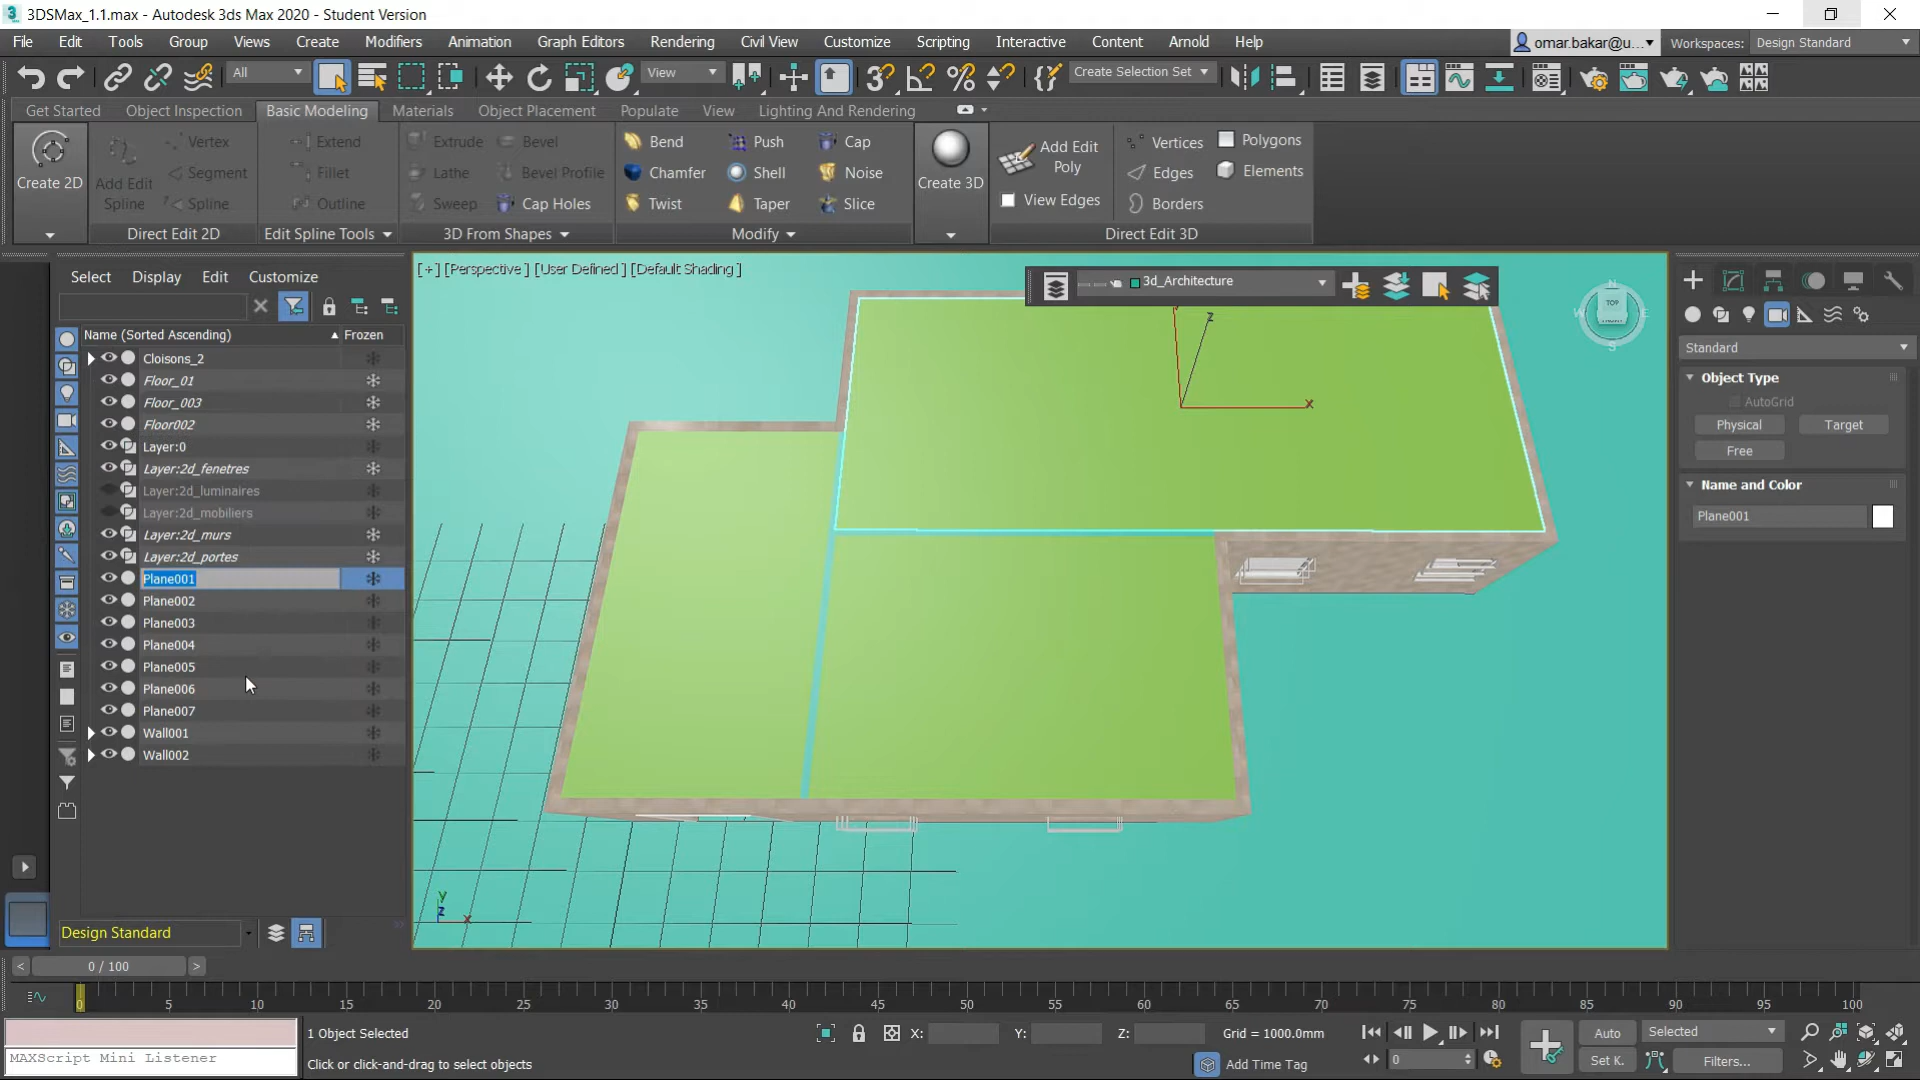 3DSMax_1.1.max - Autodesk 3ds Max 2020 - Student Version
File Edit Tools Group Views Create Modifiers Animation Graph Editors Rendering Civil View Customize Scripting Interactive Content Arnold Help omar.bakar@u... Workspaces: Design Standard
All View Create Selection Set
Get Started Object Inspection Basic Modeling Materials Object Placement Populate View Lighting And Rendering
Create 2D
Add Edit Spline
Vertex
Segment
Spline
Direct Edit 2D
Extend
Fillet
Outline
Edit Spline Tools
Extrude Bevel
Lathe Bevel Profile
Sweep Cap Holes
3D From Shapes
Bend Push Cap
Chamfer Shell Noise
Twist Taper Slice
Modify
Create 3D
Add Edit Poly
View Edges
Vertices Polygons
Edges Elements
Borders
Direct Edit 3D
Select Display Edit Customize
Name (Sorted Ascending) Frozen
Cloisons_2
Floor_01
Floor_003
Floor002
Layer:0
Layer:2d_fenetres
Layer:2d_luminaires
Layer:2d_mobiliers
Layer:2d_murs
Layer:2d_portes
Plane001
Plane002
Plane003
Plane004
Plane005
Plane006
Plane007
Wall001
Wall002
Design Standard
[ + ] [Perspective ] [User Defined ] [Default Shading ]
3d_Architecture
z
x
N
W
TOP
S
y
z
x
Standard
Object Type
AutoGrid
Physical Target
Free
Name and Color
Plane001
< 0 / 100 >
0 5 10 15 20 25 30 35 40 45 50 55 60 65 70 75 80 85 90 95 100
MAXScript Mini Listener
1 Object Selected
Click or click-and-drag to select objects
X: Y: Z: Grid = 1000.0mm
Add Time Tag
0
Auto Selected
Set K. Filters...